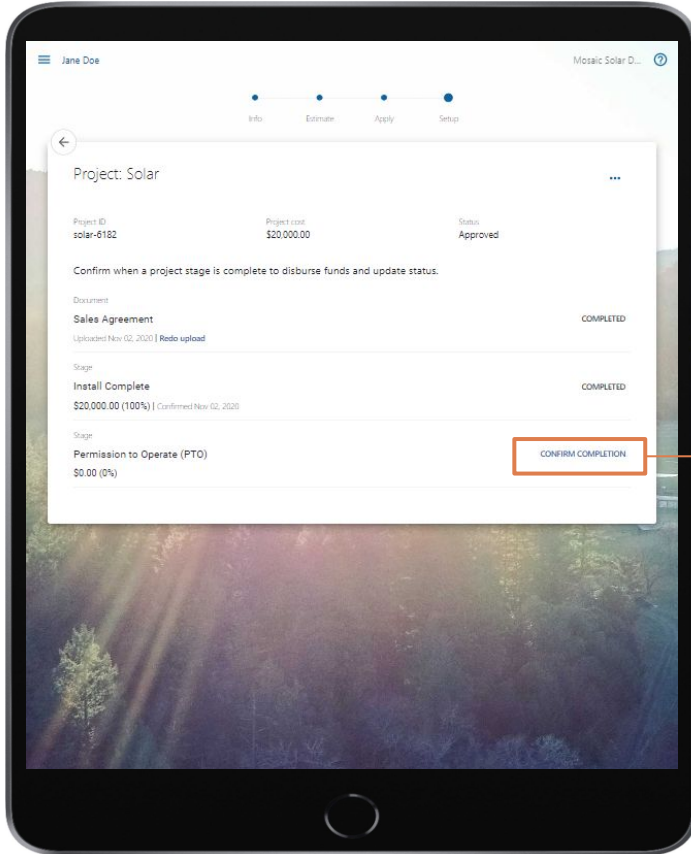 Jane Doe
Mosaic Solar D...
Info Estimate Apply Setup
Project: Solar
Project ID Project cost Status
solar-6182 $20,000.00 Approved
Confirm when a project stage is complete to disburse funds and update status.
Document
Sales Agreement COMPLETED
Uploaded Nov 02, 2020 | Redo upload
Stage
Install Complete COMPLETED
$20,000.00 (100%) | Confirmed Nov 02, 2020
Stage
Permission to Operate (PTO) CONFIRM COMPLETION
$0.00 (0%)